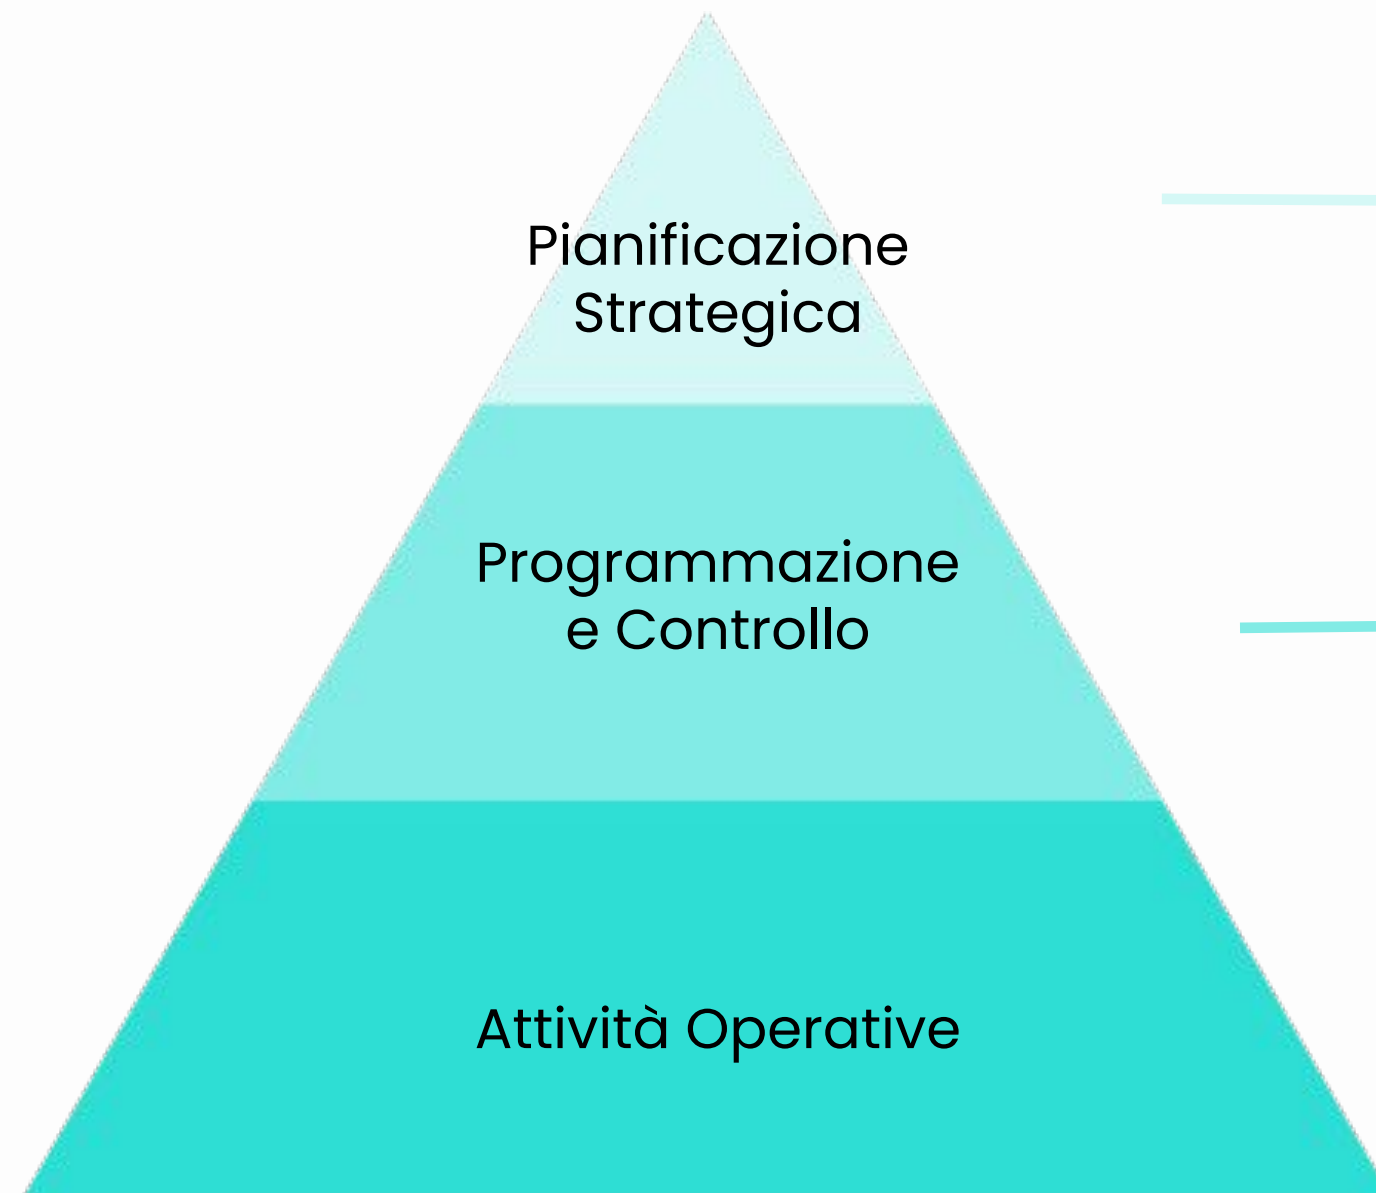 Pianificazione
Strategica
Programmazione
e Controllo
Attività Operative